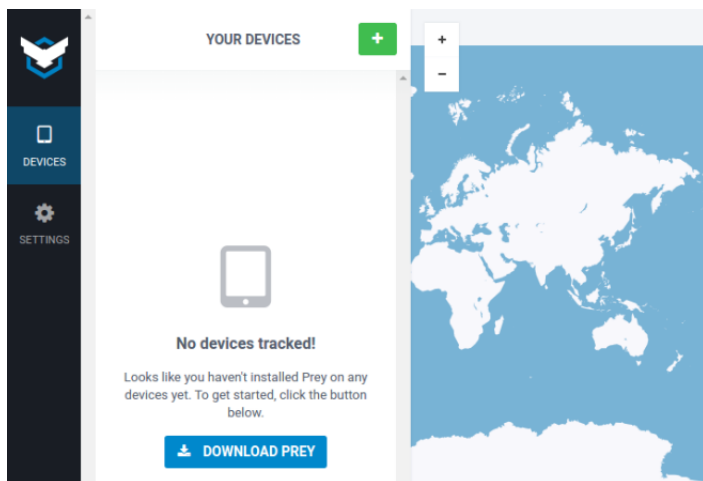 YOUR DEVICES
+
+
-
DEVICES
SETTINGS
No devices tracked!
Looks like you haven't installed Prey on any
devices yet. To get started, click the button
below.
DOWNLOAD PREY